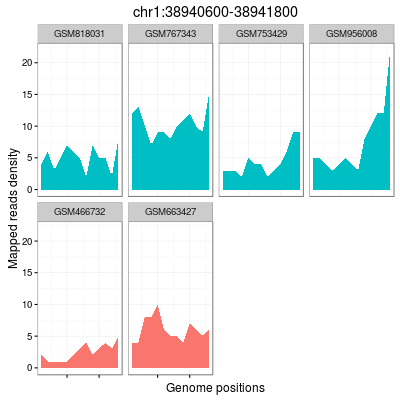 chr1:38940600-38941800
GSM818031 GSM767343 GSM753429 GSM956008
20
15
10
5
0
Mapped reads density
GSM466732 GSM663427
20
15
10
5
0
Genome positions